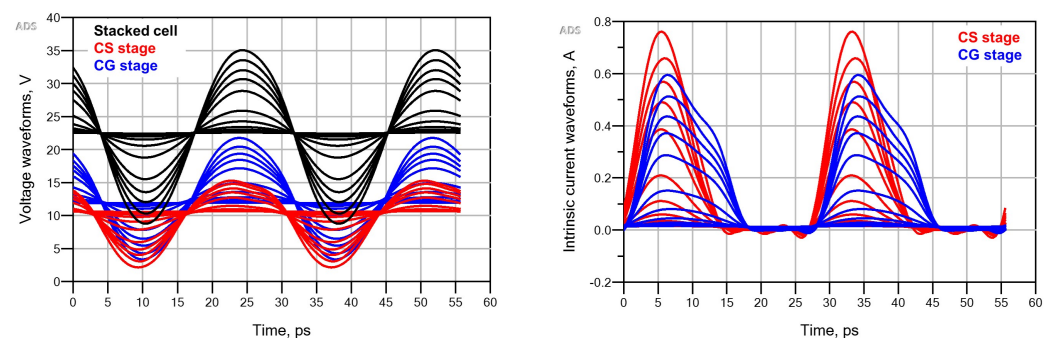 ADS
Stacked cell
CS stage
CG stage
Voltage waveforms, V
40
35
30
25
20
15
10
5
0
0 5 10 15 20 25 30 35 40 45 50 55 60
Time, ps
ADS
CS stage
CG stage
Intrinsic current waveforms, A
0.8
0.6
0.4
0.2
0.0
-0.2
0 5 10 15 20 25 30 35 40 45 50 55 60
Time, ps